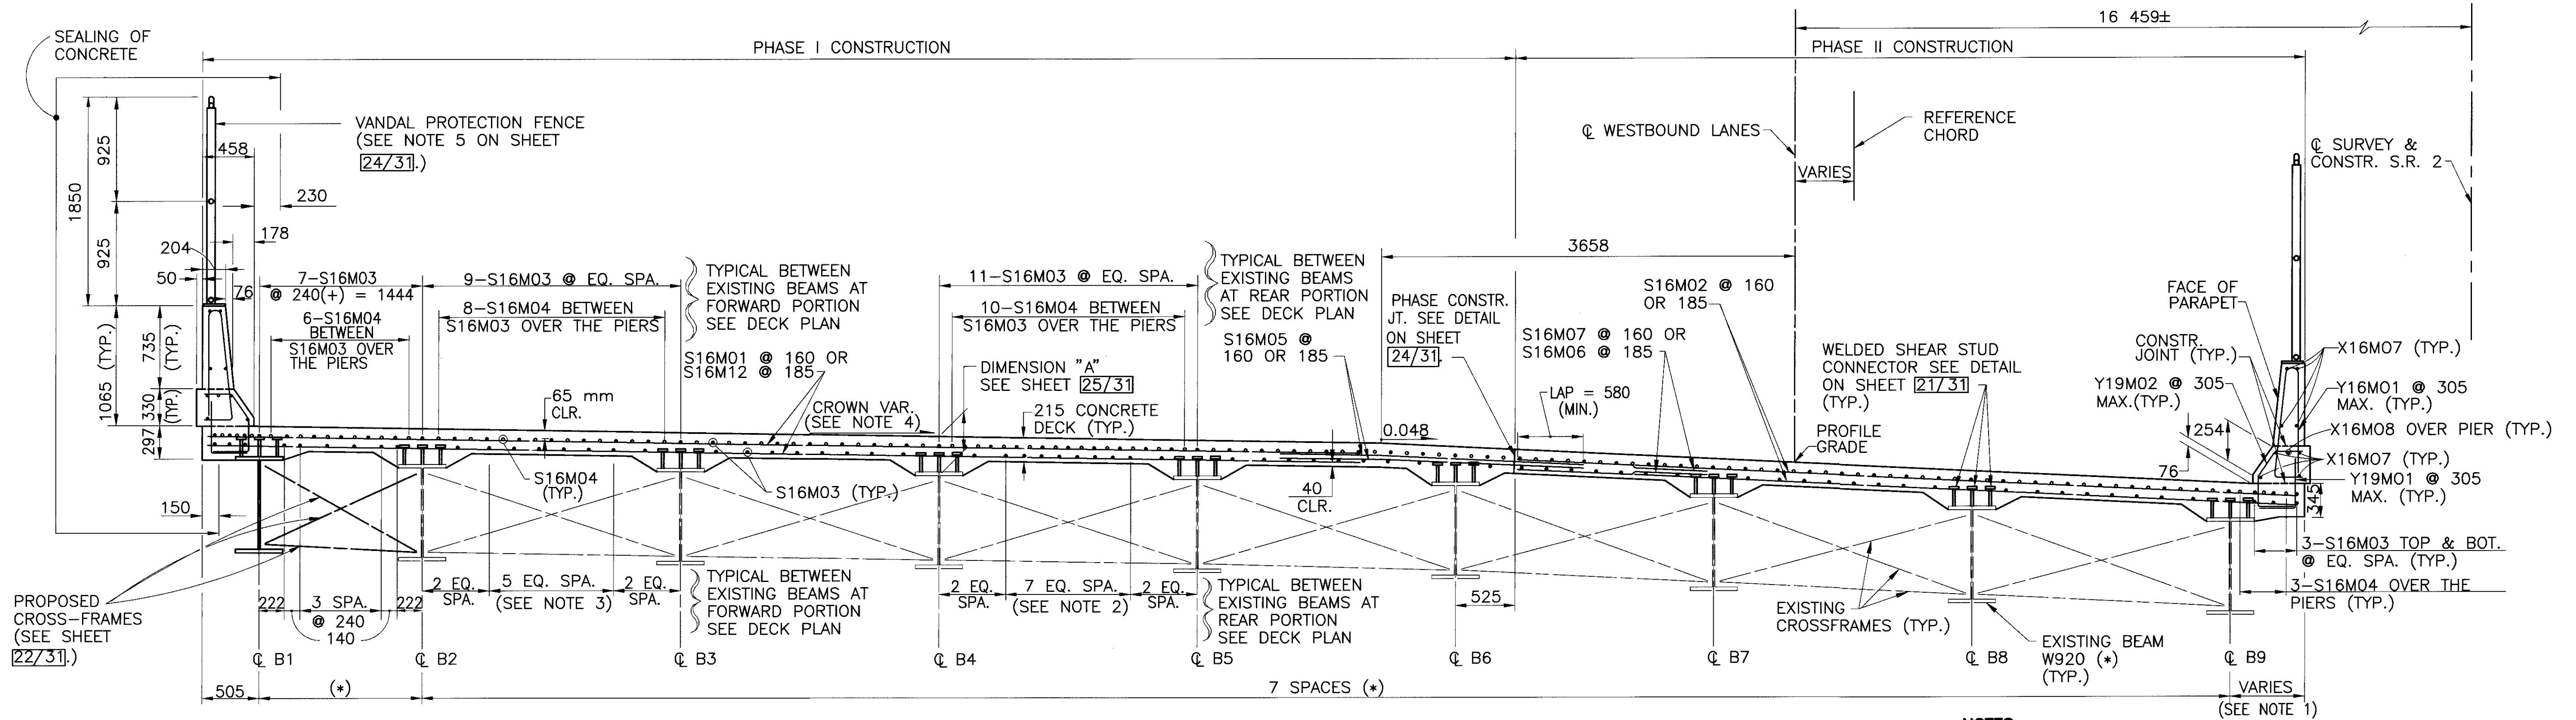 16 459±
SEALING OF
CONCRETE
PHASE I CONSTRUCTION
PHASE II CONSTRUCTION
VANDAL PROTECTION FENCE
(SEE NOTE 5 ON SHEET
24/31.)
458
925
1850
230
925
178
204
50
76
℄ WESTBOUND LANES
REFERENCE
CHORD
VARIES
℄ SURVEY &
CONSTR. S.R. 2
3658
7-S16M03
@ 240(+) = 1444
6-S16M04
BETWEEN
S16M03 OVER
THE PIERS
9-S16M03 @ EQ. SPA.
8-S16M04 BETWEEN
S16M03 OVER THE PIERS
TYPICAL BETWEEN
EXISTING BEAMS AT
FORWARD PORTION
SEE DECK PLAN
S16M01 @ 160 OR
S16M12 @ 185
11-S16M03 @ EQ. SPA.
10-S16M04 BETWEEN
S16M03 OVER THE PIERS
TYPICAL BETWEEN
EXISTING BEAMS
AT REAR PORTION
SEE DECK PLAN
S16M05 @
160 OR 185
PHASE CONSTR.
JT. SEE DETAIL
ON SHEET
24/31.
S16M02 @ 160
OR 185
S16M07 @ 160 OR
S16M06 @ 185
WELDED SHEAR STUD
CONNECTOR SEE DETAIL
ON SHEET 21/31
(TYP.)
FACE OF
PARAPET
CONSTR.
JOINT (TYP.)
Y19M02 @ 305
MAX.(TYP.)
X16M07 (TYP.)
Y16M01 @ 305
MAX. (TYP.)
X16M08 OVER PIER (TYP.)
X16M07 (TYP.)
Y19M01 @ 305
MAX. (TYP.)
254
76
345
1065 (TYP.)
735
(TYP.)
330
(TYP.)
297
65 mm
CLR.
CROWN VAR.
(SEE NOTE 4)
DIMENSION "A"
SEE SHEET 25/31
215 CONCRETE
DECK (TYP.)
0.048
LAP = 580
(MIN.)
PROFILE
GRADE
S16M04
(TYP.)
S16M03 (TYP.)
40
CLR.
150
3-S16M03 TOP & BOT.
@ EQ. SPA. (TYP.)
3-S16M04 OVER THE
PIERS (TYP.)
PROPOSED
CROSS-FRAMES
(SEE SHEET
22/31.)
222
3 SPA.
@ 240
140
222
2 EQ.
SPA.
5 EQ. SPA.
(SEE NOTE 3)
2 EQ.
SPA.
TYPICAL BETWEEN
EXISTING BEAMS AT
FORWARD PORTION
SEE DECK PLAN
2 EQ.
SPA.
7 EQ. SPA.
(SEE NOTE 2)
2 EQ.
SPA.
TYPICAL BETWEEN
EXISTING BEAMS AT
REAR PORTION
SEE DECK PLAN
525
EXISTING
CROSSFRAMES (TYP.)
EXISTING BEAM
W920 (*)
(TYP.)
℄ B1
℄ B2
℄ B3
℄ B4
℄ B5
℄ B6
℄ B7
℄ B8
℄ B9
505
(*)
7 SPACES (*)
VARIES
(SEE NOTE 1)